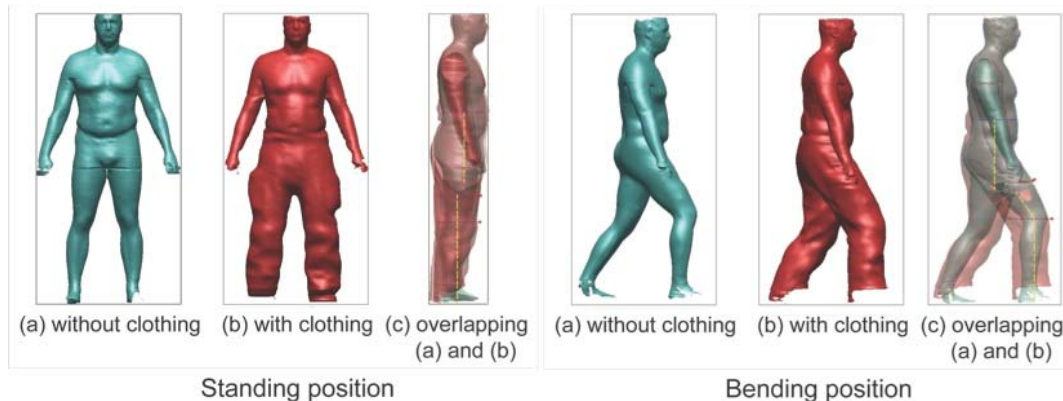 (a) without clothing
(b) with clothing
(c) overlapping
(a) and (b)
Standing position
(a) without clothing
(b) with clothing
(c) overlapping
(a) and (b)
Bending position